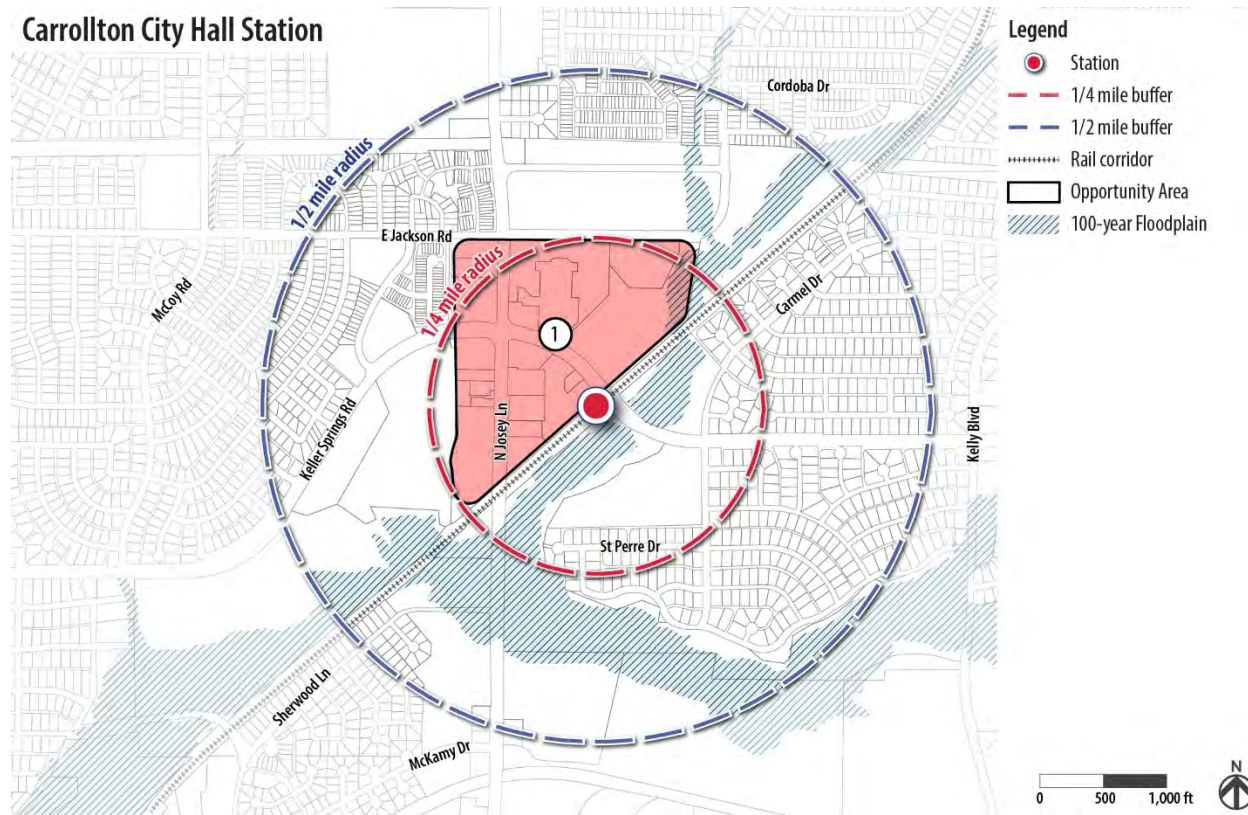 Carrollton City Hall Station
Legend
Station
1/4 mile buffer
1/2 mile buffer
Rail corridor
Opportunity Area
100-year Floodplain
Cordoba Dr
1/2 mile radius
E Jackson Rd
1/4 mile radius
McCoy Rd
Carmel Dr
1
Keller Springs Rd
N Josey Ln
Kelly Blvd
St Perre Dr
Sherwood Ln
McKamy Dr
N
0 500 1,000 ft